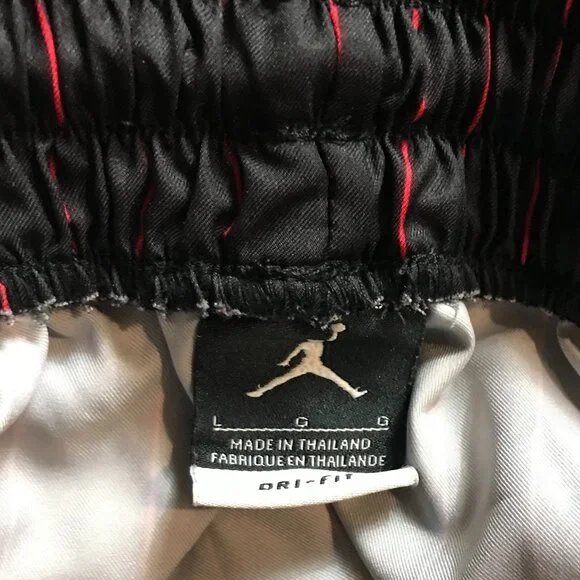 L G G
MADE IN THAILAND
FABRIQUE EN THAILANDE
DRI-FIT